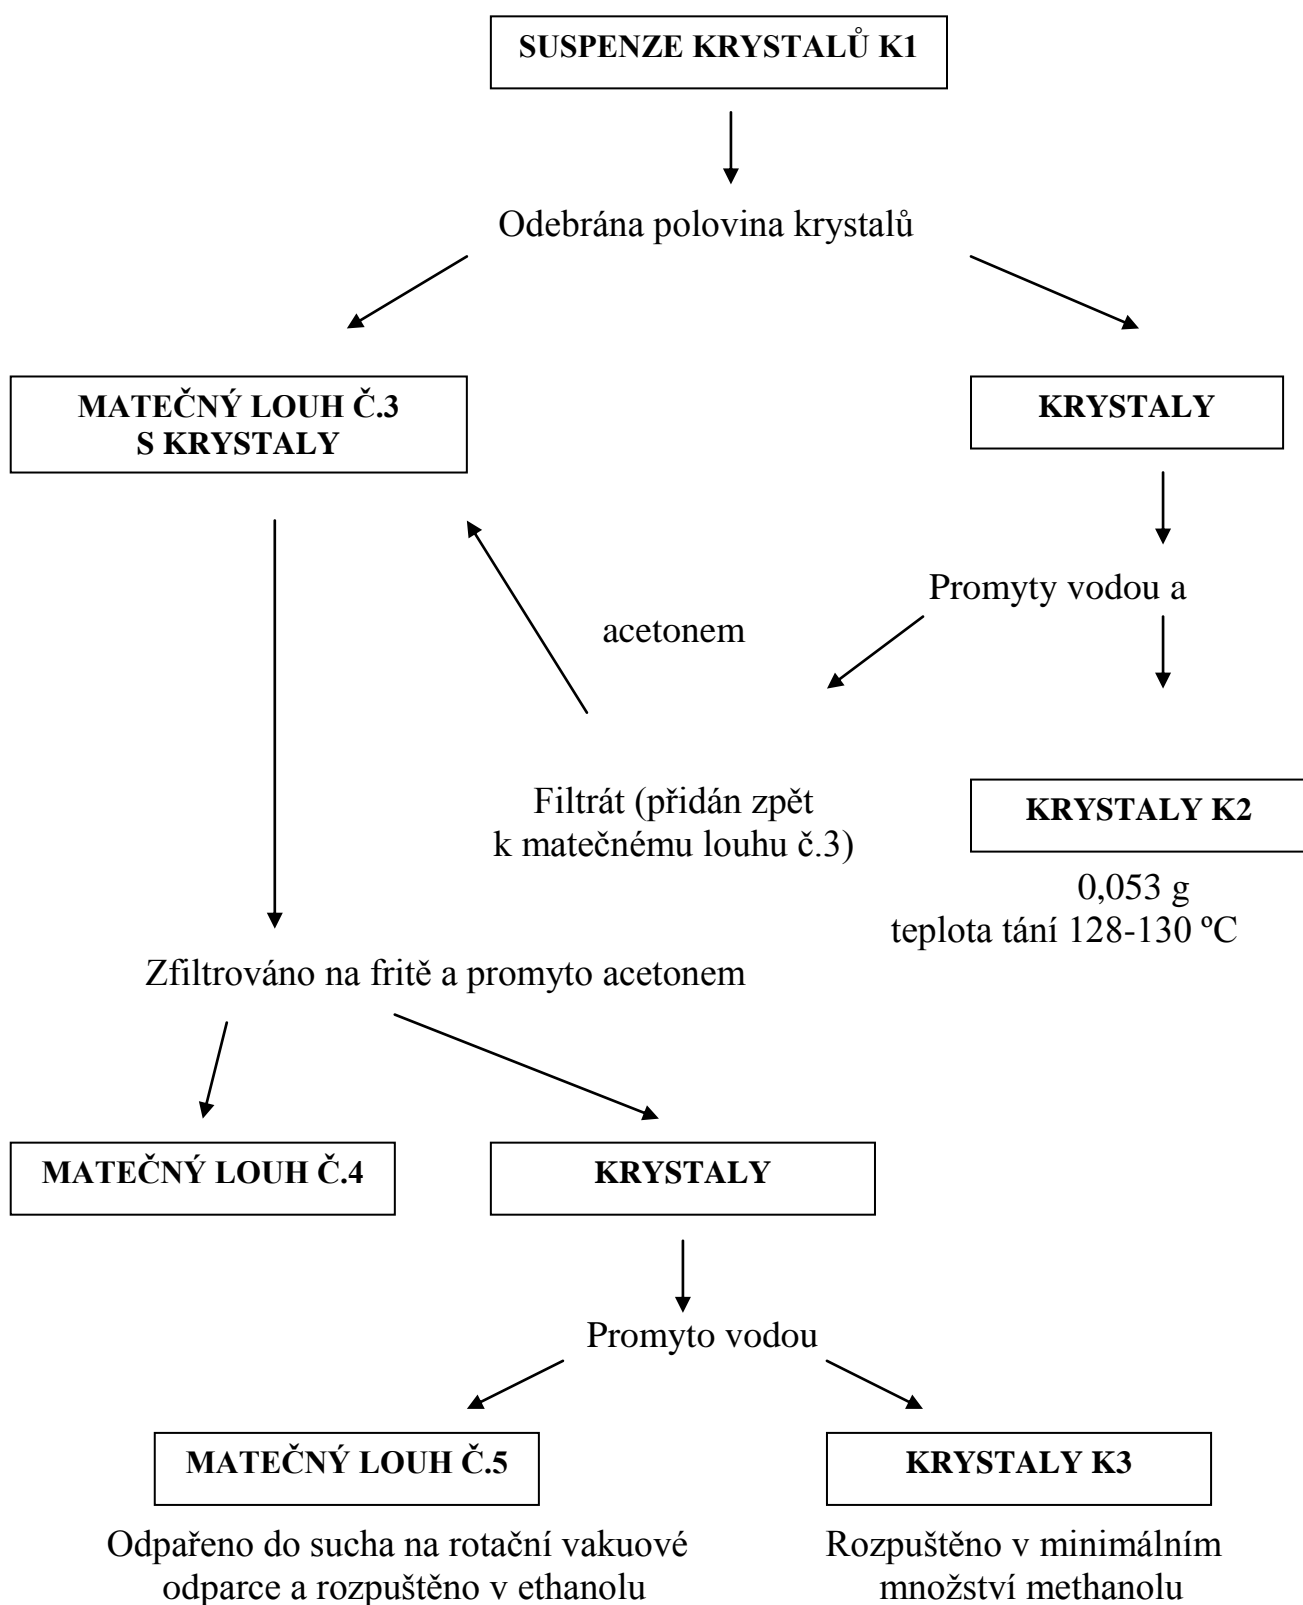 SUSPENZE KRYSTALŮ K1
Odebrána polovina krystalů
MATEČNÝ LOUH Č.3
S KRYSTALY
KRYSTALY
Promyty vodou a
acetonem
Filtrát (přidán zpět
k matečnému louhu č.3)
KRYSTALY K2
0,053 g
teplota tání 128-130 ºC
Zfiltrováno na fritě a promyto acetonem
MATEČNÝ LOUH Č.4
KRYSTALY
Promyto vodou
MATEČNÝ LOUH Č.5
KRYSTALY K3
Odpařeno do sucha na rotační vakuové
odparce a rozpuštěno v ethanolu
Rozpuštěno v minimálním
množství methanolu